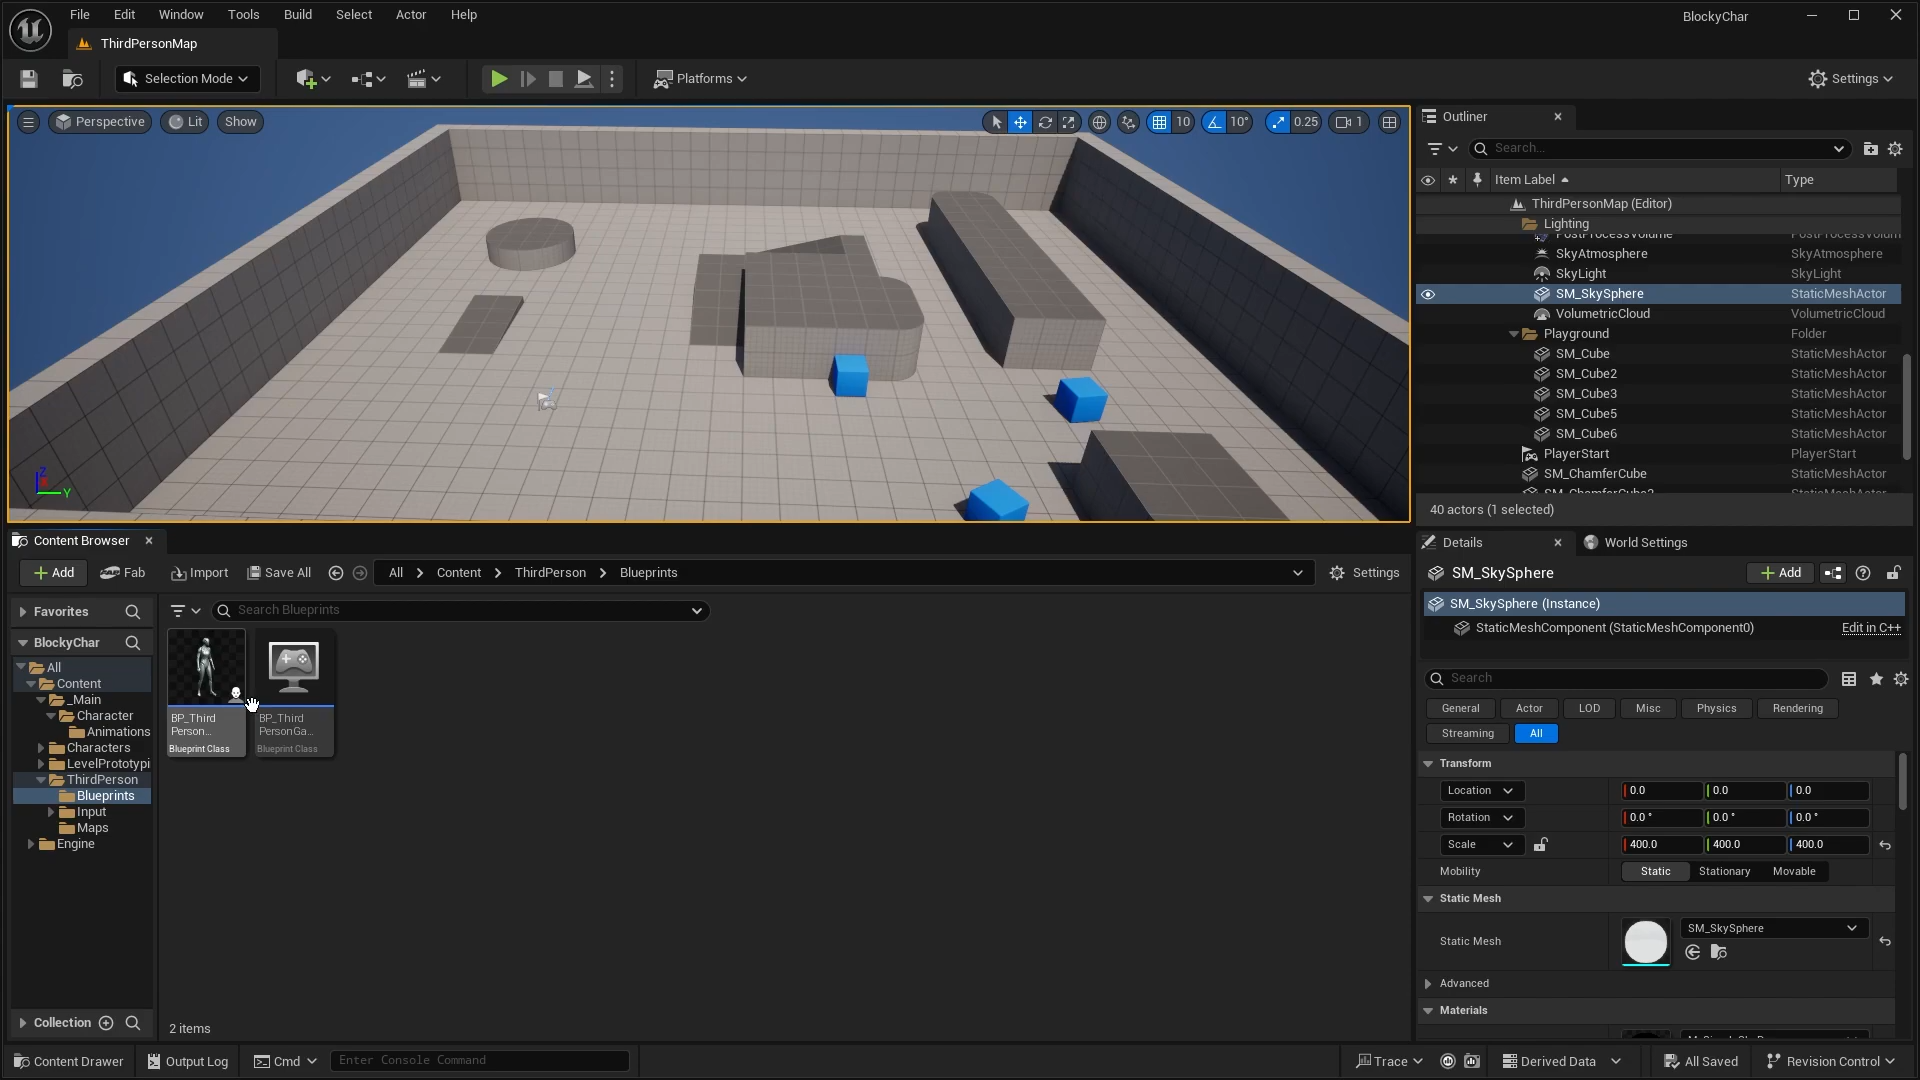 File Edit Window Tools Build Select Actor Help
BlockyChar
ThirdPersonMap
Selection Mode
Platforms
Settings
Perspective Lit Show
10 10° 0.25 1
Z
Y
Outliner
Search...
Item Label Type
ThirdPersonMap (Editor)
Lighting
SkyAtmosphere SkyAtmosphere
SkyLight SkyLight
SM_SkySphere StaticMeshActor
VolumetricCloud VolumetricCloud
Playground Folder
SM_Cube StaticMeshActor
SM_Cube2 StaticMeshActor
SM_Cube3 StaticMeshActor
SM_Cube5 StaticMeshActor
SM_Cube6 StaticMeshActor
PlayerStart PlayerStart
SM_ChamferCube StaticMeshActor
40 actors (1 selected)
Content Browser
Add Fab Import Save All All Content ThirdPerson Blueprints Settings
Favorites
BlockyChar
All
Content
_Main
Character
Animations
Characters
LevelPrototypi
ThirdPerson
Blueprints
Input
Maps
Engine
Collection
Search Blueprints
BP_Third
Person...
Blueprint Class
BP_Third
PersonGa...
Blueprint Class
2 items
Details World Settings
SM_SkySphere Add
SM_SkySphere (Instance)
StaticMeshComponent (StaticMeshComponent0) Edit in C++
Search
General Actor LOD Misc Physics Rendering
Streaming All
Transform
Location 0.0 0.0 0.0
Rotation 0.0 ° 0.0 ° 0.0 °
Scale 400.0 400.0 400.0
Mobility Static Stationary Movable
Static Mesh
Static Mesh SM_SkySphere
Advanced
Materials
Content Drawer Output Log Cmd Enter Console Command Trace Derived Data All Saved Revision Control